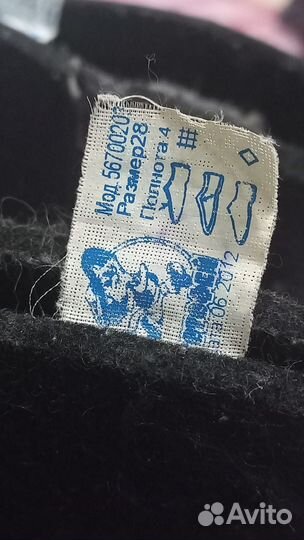 Мод. 5670020
Размер28
Полнота 4
06.2012
Avito